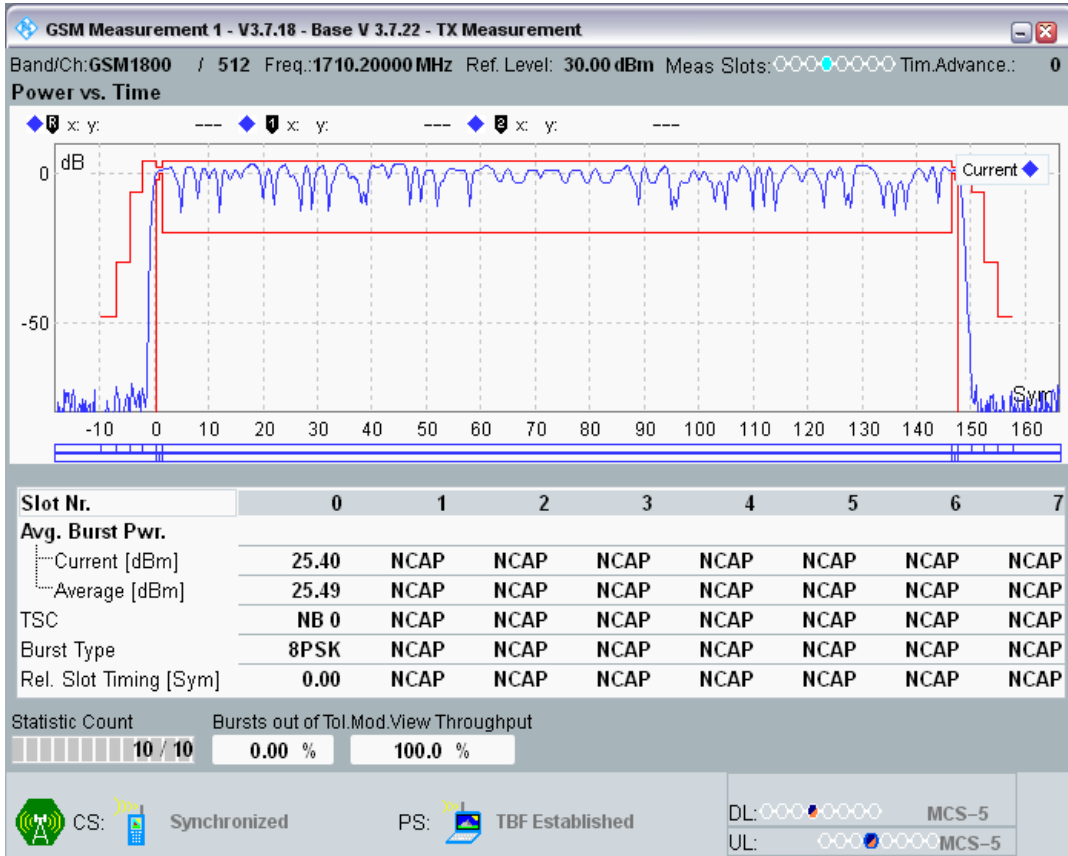 GSM Measurement 1 - V3.7.18 - Base V 3.7.22 - TX Measurement
Band/Ch:GSM1800 / 512 Freq.:1710.20000 MHz Ref. Level: 30.00 dBm Meas Slots: Tim.Advance.: 0
Power vs. Time
R x: y: --- 1 x: y: --- 2 x: y: ---
dB
Current
0
-50
Sym
-10 0 10 20 30 40 50 60 70 80 90 100 110 120 130 140 150 160
Slot Nr. 0 1 2 3 4 5 6 7
Avg. Burst Pwr.
Current [dBm] 25.40 NCAP NCAP NCAP NCAP NCAP NCAP NCAP
Average [dBm] 25.49 NCAP NCAP NCAP NCAP NCAP NCAP NCAP
TSC NB 0 NCAP NCAP NCAP NCAP NCAP NCAP NCAP
Burst Type 8PSK NCAP NCAP NCAP NCAP NCAP NCAP NCAP
Rel. Slot Timing [Sym] 0.00 NCAP NCAP NCAP NCAP NCAP NCAP NCAP
Statistic Count Bursts out of Tol.Mod.View Throughput
10 / 10 0.00 % 100.0 %
CS: Synchronized PS: TBF Established
DL: MCS-5
UL: MCS-5